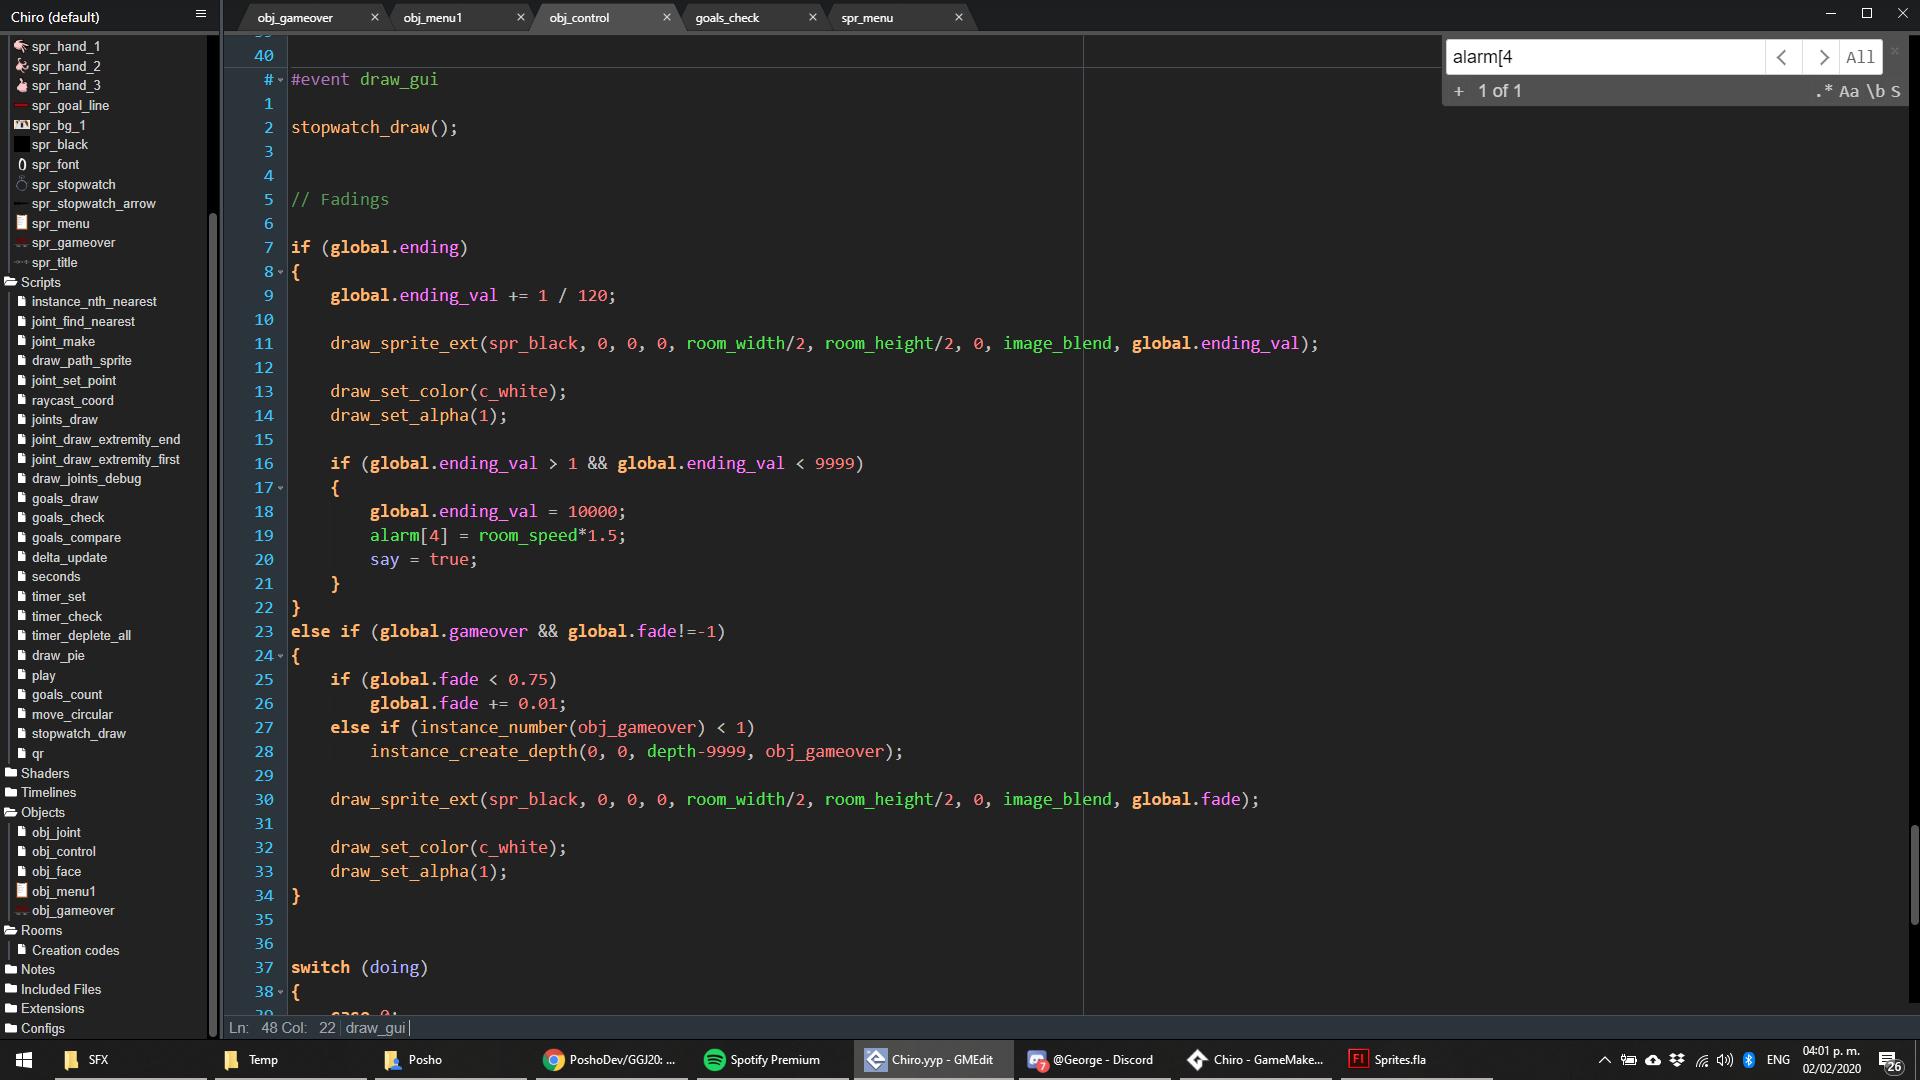 Chiro (default)
obj_gameover
obj_menu1
obj_control
goals_check
spr_menu
spr_hand_1
spr_hand_2
spr_hand_3
spr_goal_line
spr_bg_1
spr_black
spr_font
spr_stopwatch
spr_stopwatch_arrow
spr_menu
spr_gameover
spr_title
Scripts
instance_nth_nearest
joint_find_nearest
joint_make
draw_path_sprite
joint_set_point
raycast_coord
joints_draw
joint_draw_extremity_end
joint_draw_extremity_first
draw_joints_debug
goals_draw
goals_check
goals_compare
delta_update
seconds
timer_set
timer_check
timer_deplete_all
draw_pie
play
goals_count
move_circular
stopwatch_draw
qr
Shaders
Timelines
Objects
obj_joint
obj_control
obj_face
obj_menu1
obj_gameover
Rooms
Creation codes
Notes
Included Files
Extensions
Configs
40
# #event draw_gui
1
2 stopwatch_draw();
3
4
5 // Fadings
6
7 if (global.ending)
8 {
9 global.ending_val += 1 / 120;
10
11 draw_sprite_ext(spr_black, 0, 0, 0, room_width/2, room_height/2, 0, image_blend, global.ending_val);
12
13 draw_set_color(c_white);
14 draw_set_alpha(1);
15
16 if (global.ending_val > 1 && global.ending_val < 9999)
17 {
18 global.ending_val = 10000;
19 alarm[4] = room_speed*1.5;
20 say = true;
21 }
22 }
23 else if (global.gameover && global.fade!=-1)
24 {
25 if (global.fade < 0.75)
26 global.fade += 0.01;
27 else if (instance_number(obj_gameover) < 1)
28 instance_create_depth(0, 0, depth-9999, obj_gameover);
29
30 draw_sprite_ext(spr_black, 0, 0, 0, room_width/2, room_height/2, 0, image_blend, global.fade);
31
32 draw_set_color(c_white);
33 draw_set_alpha(1);
34 }
35
36
37 switch (doing)
38 {
39 case 0:
alarm[4
All
+ 1 of 1
.* Aa \b S
Ln: 48 Col: 22 draw_gui
SFX
Temp
Posho
PoshoDev/GGJ20: ...
Spotify Premium
Chiro.yyp - GMEdit
7
@George - Discord
Chiro - GameMake...
Fl
Sprites.fla
ENG
04:01 p. m.
02/02/2020
26